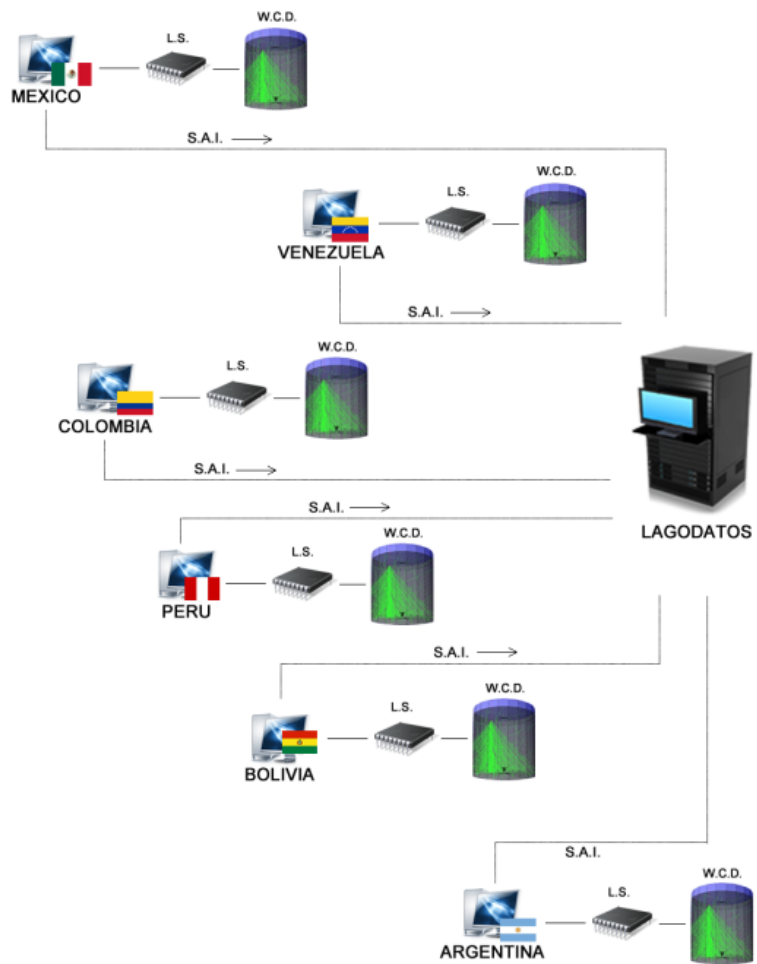 W.C.D.
L.S.
MEXICO
S.A.I.
W.C.D.
L.S.
VENEZUELA
S.A.I.
W.C.D.
L.S.
COLOMBIA
S.A.I.
LAGODATOS
S.A.I.
W.C.D.
L.S.
PERU
S.A.I.
W.C.D.
L.S.
BOLIVIA
S.A.I.
W.C.D.
L.S.
ARGENTINA